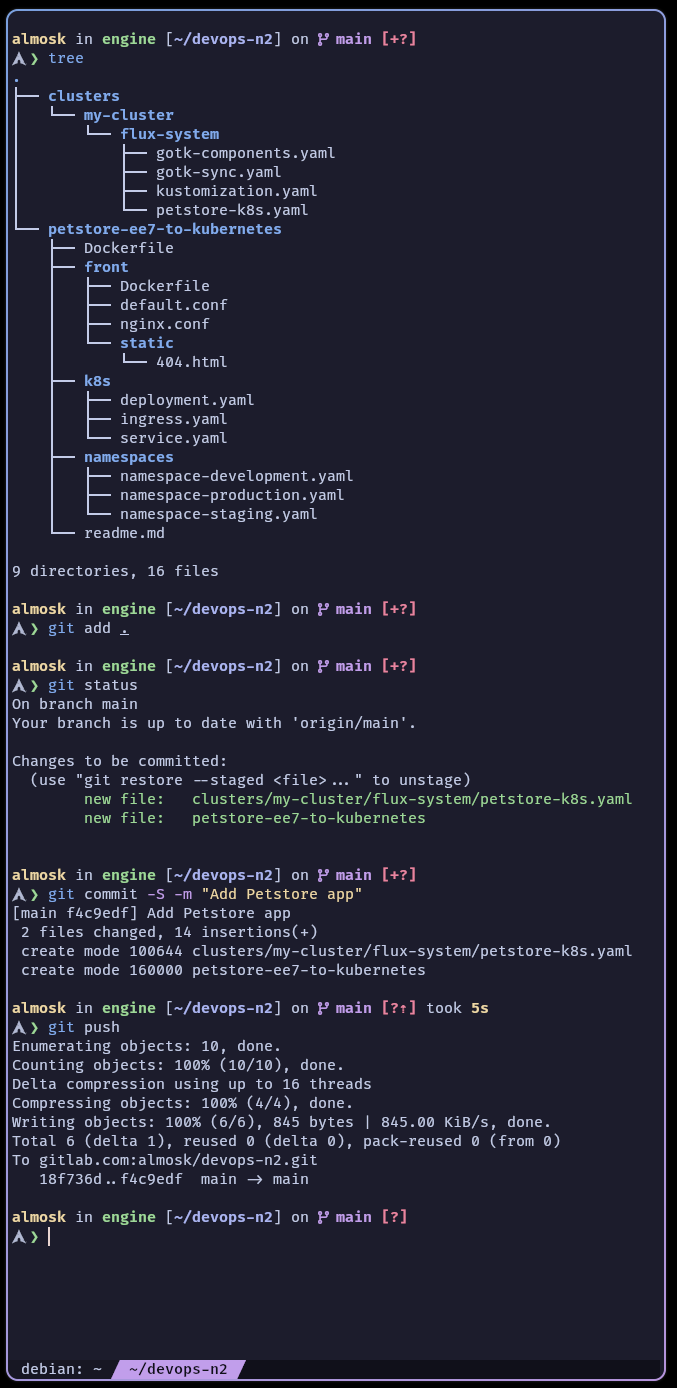 almosk in engine [~/devops-n2] on main [+?]
❯ tree
.
├── clusters
│   └── my-cluster
│       └── flux-system
│           ├── gotk-components.yaml
│           ├── gotk-sync.yaml
│           ├── kustomization.yaml
│           └── petstore-k8s.yaml
└── petstore-ee7-to-kubernetes
    ├── Dockerfile
    ├── front
    │   ├── Dockerfile
    │   ├── default.conf
    │   ├── nginx.conf
    │   └── static
    │       └── 404.html
    ├── k8s
    │   ├── deployment.yaml
    │   ├── ingress.yaml
    │   └── service.yaml
    ├── namespaces
    │   ├── namespace-development.yaml
    │   ├── namespace-production.yaml
    │   └── namespace-staging.yaml
    └── readme.md

9 directories, 16 files

almosk in engine [~/devops-n2] on main [+?]
❯ git add .

almosk in engine [~/devops-n2] on main [+?]
❯ git status
On branch main
Your branch is up to date with 'origin/main'.

Changes to be committed:
  (use "git restore --staged <file>..." to unstage)
        new file:   clusters/my-cluster/flux-system/petstore-k8s.yaml
        new file:   petstore-ee7-to-kubernetes

almosk in engine [~/devops-n2] on main [+?]
❯ git commit -S -m "Add Petstore app"
[main f4c9edf] Add Petstore app
 2 files changed, 14 insertions(+)
 create mode 100644 clusters/my-cluster/flux-system/petstore-k8s.yaml
 create mode 160000 petstore-ee7-to-kubernetes

almosk in engine [~/devops-n2] on main [?↑] took 5s
❯ git push
Enumerating objects: 10, done.
Counting objects: 100% (10/10), done.
Delta compression using up to 16 threads
Compressing objects: 100% (4/4), done.
Writing objects: 100% (6/6), 845 bytes | 845.00 KiB/s, done.
Total 6 (delta 1), reused 0 (delta 0), pack-reused 0 (from 0)
To gitlab.com:almosk/devops-n2.git
   18f736d..f4c9edf  main -> main

almosk in engine [~/devops-n2] on main [?]
❯
debian: ~ ~/devops-n2